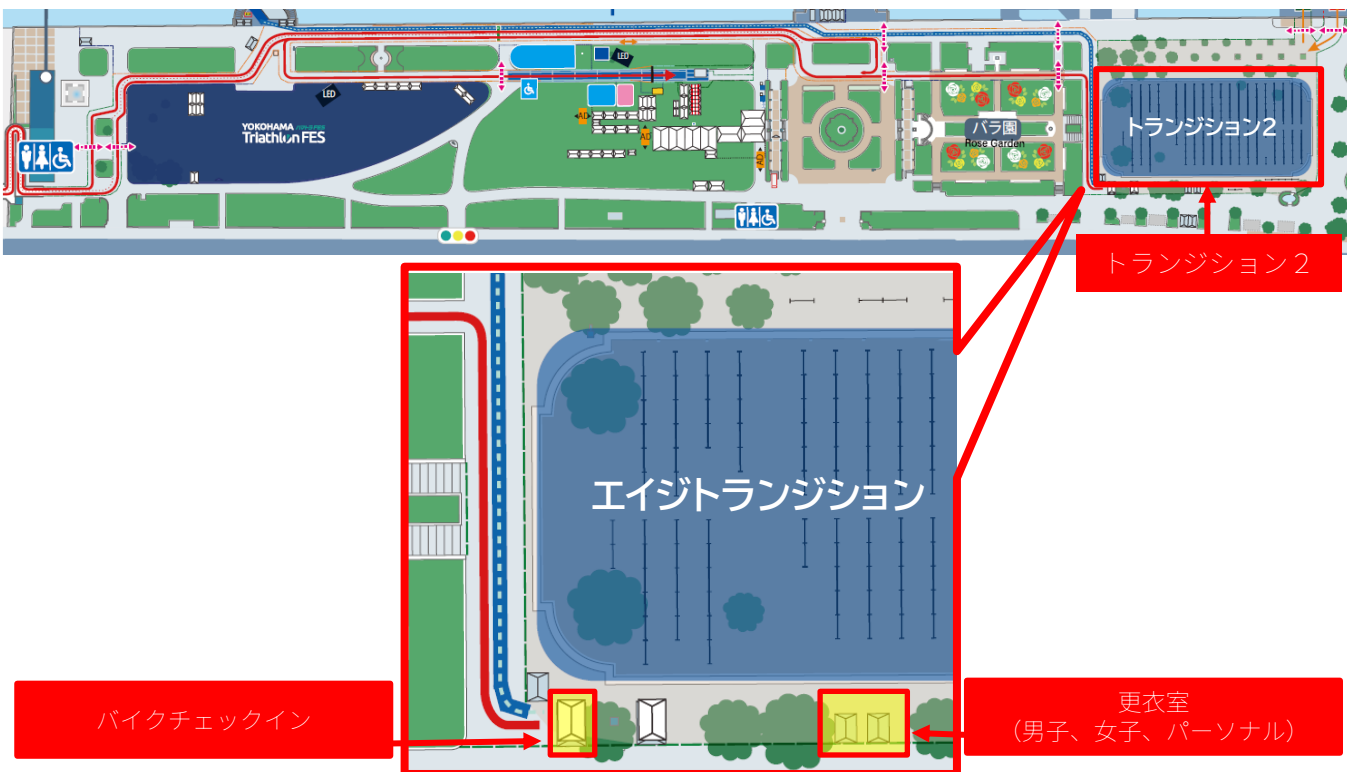 LED
LED
YOKOHAMA
Triathlon FES
AD
AD
AD
バラ園
Rose Garden
トランジション2
トランジション２
エイジトランジション
バイクチェックイン
更衣室
（男子、女子、パーソナル）